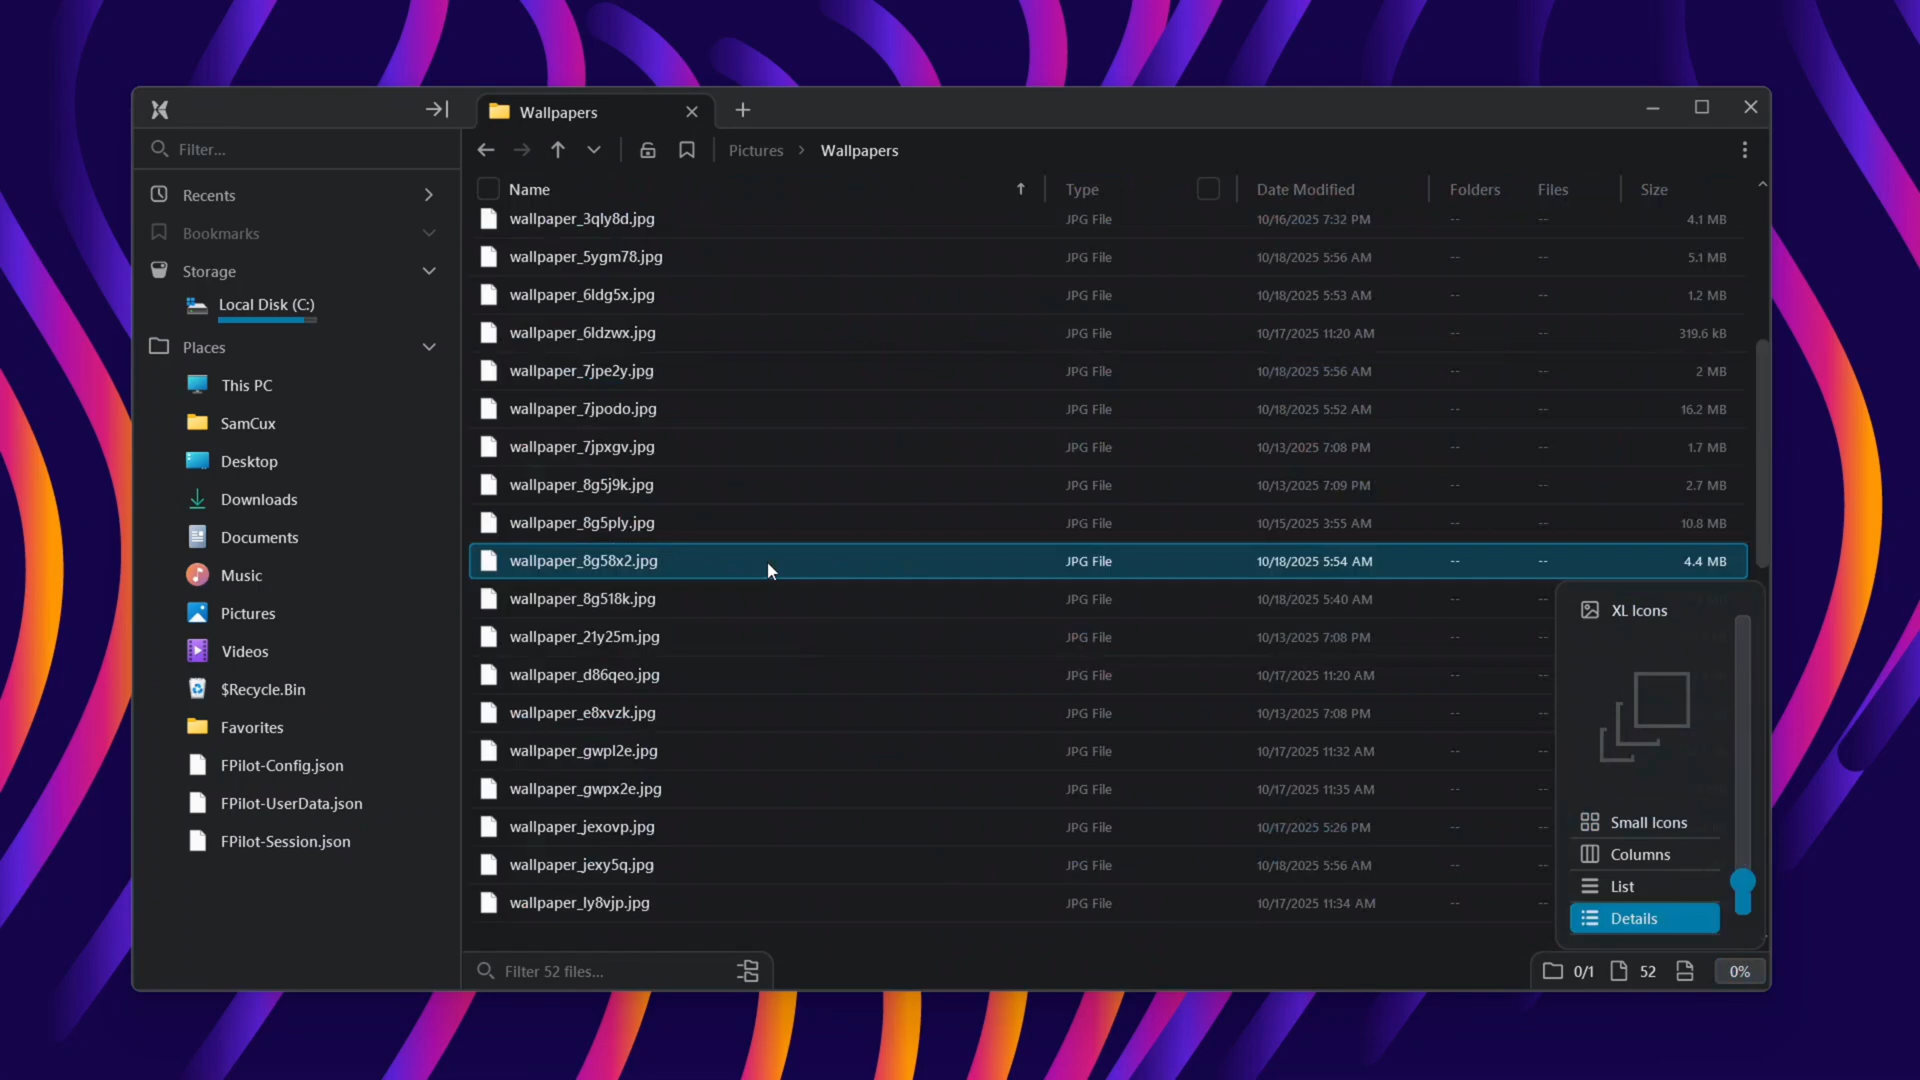 Wallpapers
Filter...
Pictures > Wallpapers
Recents
Bookmarks
Storage
Local Disk (C:)
Places
This PC
SamCux
Desktop
Downloads
Documents
Music
Pictures
Videos
$Recycle.Bin
Favorites
FPilot-Config.json
FPilot-UserData.json
FPilot-Session.json
Name Type Date Modified Folders Files Size
wallpaper_3qly8d.jpg JPG File 10/16/2025 7:32 PM -- -- 4.1 MB
wallpaper_5ygm78.jpg JPG File 10/18/2025 5:56 AM -- -- 5.1 MB
wallpaper_6ldg5x.jpg JPG File 10/18/2025 5:53 AM -- -- 1.2 MB
wallpaper_6ldzwx.jpg JPG File 10/17/2025 11:20 AM -- -- 319.6 kB
wallpaper_7jpe2y.jpg JPG File 10/18/2025 5:56 AM -- -- 2 MB
wallpaper_7jpodo.jpg JPG File 10/18/2025 5:52 AM -- -- 16.2 MB
wallpaper_7jpxgv.jpg JPG File 10/13/2025 7:08 PM -- -- 1.7 MB
wallpaper_8g5j9k.jpg JPG File 10/13/2025 7:09 PM -- -- 2.7 MB
wallpaper_8g5ply.jpg JPG File 10/15/2025 3:55 AM -- -- 10.8 MB
wallpaper_8g58x2.jpg JPG File 10/18/2025 5:54 AM -- -- 4.4 MB
wallpaper_8g518k.jpg JPG File 10/18/2025 5:40 AM -- --
wallpaper_21y25m.jpg JPG File 10/13/2025 7:08 PM -- --
wallpaper_d86qeo.jpg JPG File 10/17/2025 11:20 AM -- --
wallpaper_e8xvzk.jpg JPG File 10/13/2025 7:08 PM -- --
wallpaper_gwpl2e.jpg JPG File 10/17/2025 11:32 AM -- --
wallpaper_gwpx2e.jpg JPG File 10/17/2025 11:35 AM -- --
wallpaper_jexovp.jpg JPG File 10/17/2025 5:26 PM -- --
wallpaper_jexy5q.jpg JPG File 10/18/2025 5:56 AM -- --
wallpaper_ly8vjp.jpg JPG File 10/17/2025 11:34 AM -- --
XL Icons
Small Icons
Columns
List
Details
Filter 52 files...
0/1 52 0%